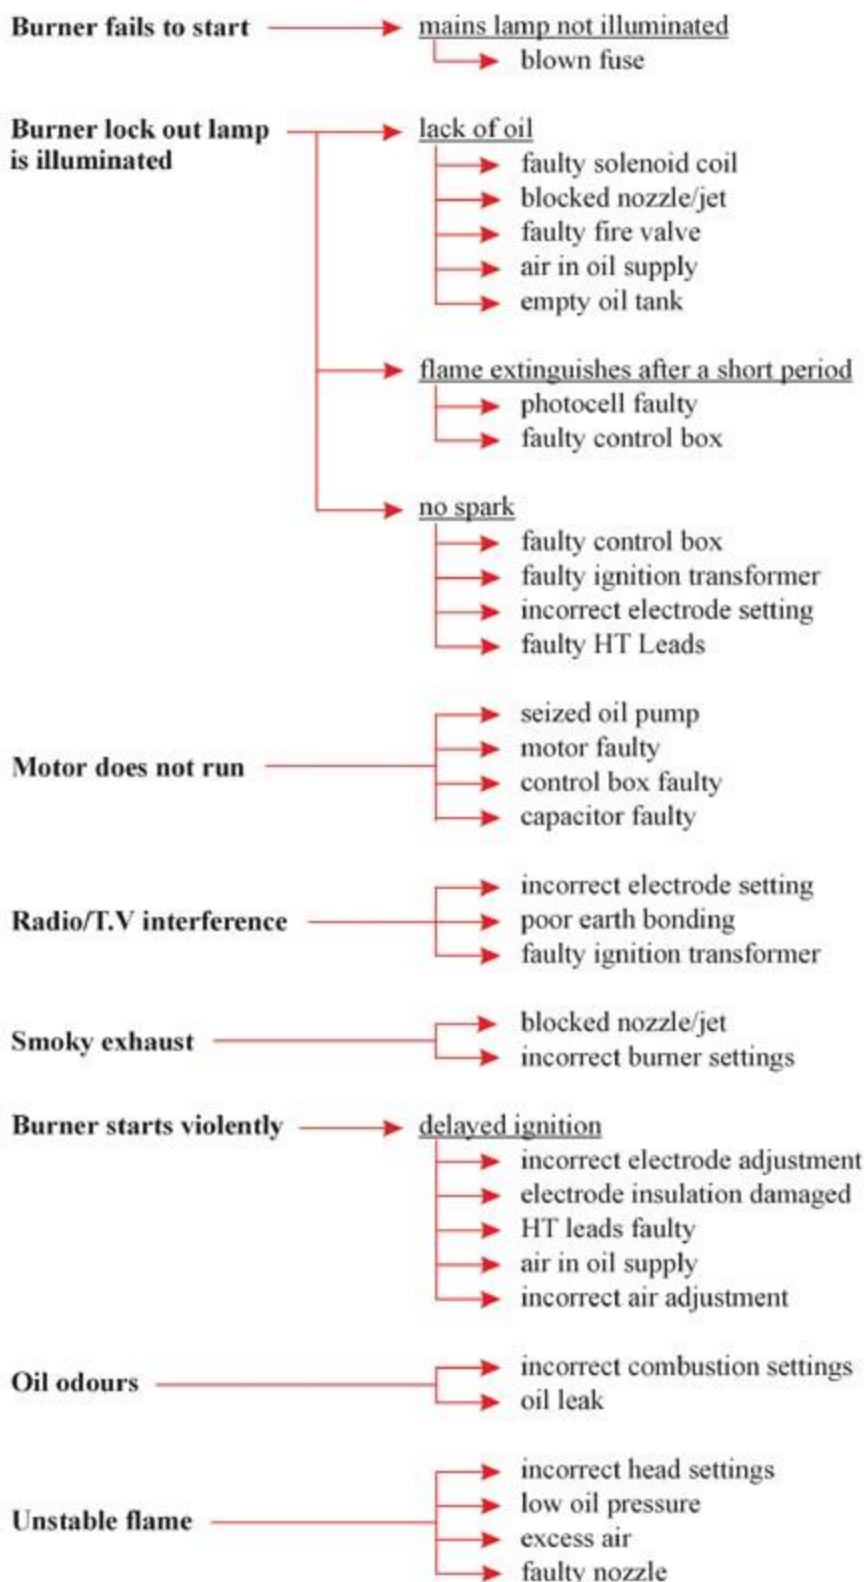 Burner fails to start
mains lamp not illuminated
blown fuse
Burner lock out lamp
is illuminated
lack of oil
faulty solenoid coil
blocked nozzle/jet
faulty fire valve
air in oil supply
empty oil tank
flame extinguishes after a short period
photocell faulty
faulty control box
no spark
faulty control box
faulty ignition transformer
incorrect electrode setting
faulty HT Leads
Motor does not run
seized oil pump
motor faulty
control box faulty
capacitor faulty
Radio/T.V interference
incorrect electrode setting
poor earth bonding
faulty ignition transformer
Smoky exhaust
blocked nozzle/jet
incorrect burner settings
Burner starts violently
delayed ignition
incorrect electrode adjustment
electrode insulation damaged
HT leads faulty
air in oil supply
incorrect air adjustment
Oil odours
incorrect combustion settings
oil leak
Unstable flame
incorrect head settings
low oil pressure
excess air
faulty nozzle